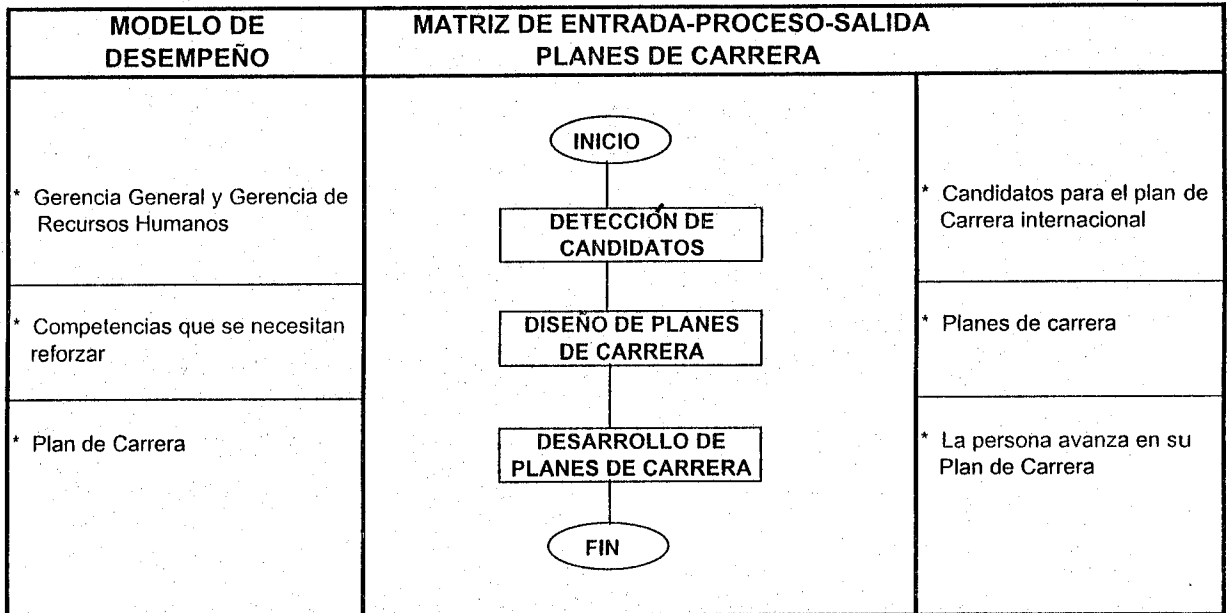 MODELO DE
DESEMPEÑO
MATRIZ DE ENTRADA-PROCESO-SALIDA
PLANES DE CARRERA
INICIO
* Gerencia General y Gerencia de
Recursos Humanos
DETECCIÓN DE
CANDIDATOS
* Candidatos para el plan de
Carrera internacional
* Competencias que se necesitan
reforzar
DISEÑO DE PLANES
DE CARRERA
* Planes de carrera
* Plan de Carrera
DESARROLLO DE
PLANES DE CARRERA
* La persona avanza en su
Plan de Carrera
FIN